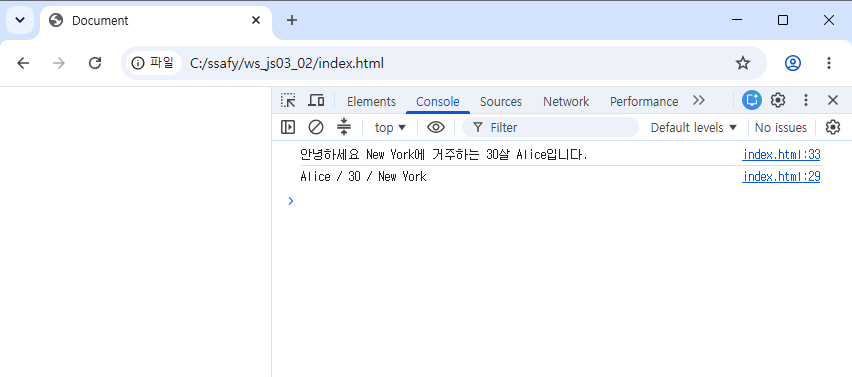 Document
파일 C:/ssafy/ws_js03_02/index.html
Elements Console Sources Network Performance
top Filter Default levels No issues
안녕하세요 New York에 거주하는 30살 Alice입니다. index.html:33
Alice / 30 / New York index.html:29